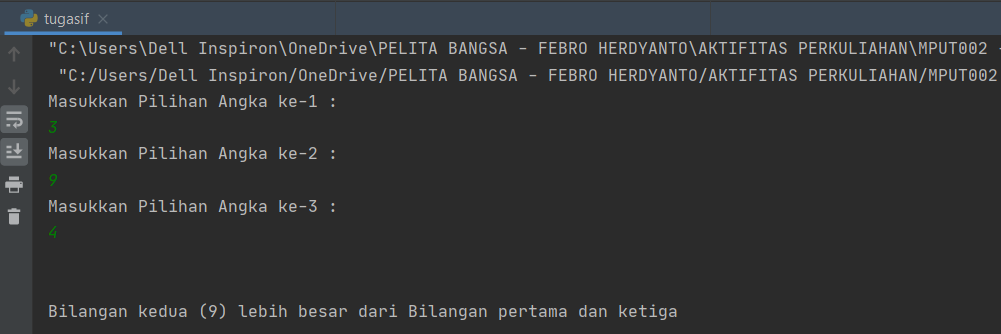 tugasif
"C:\Users\Dell Inspiron\OneDrive\PELITA BANGSA - FEBRO HERDYANTO\AKTIFITAS PERKULIAHAN\MPUT002
"C:/Users/Dell Inspiron/OneDrive/PELITA BANGSA - FEBRO HERDYANTO/AKTIFITAS PERKULIAHAN/MPUT002
Masukkan Pilihan Angka ke-1 :
3
Masukkan Pilihan Angka ke-2 :
9
Masukkan Pilihan Angka ke-3 :
4
Bilangan kedua (9) lebih besar dari Bilangan pertama dan ketiga